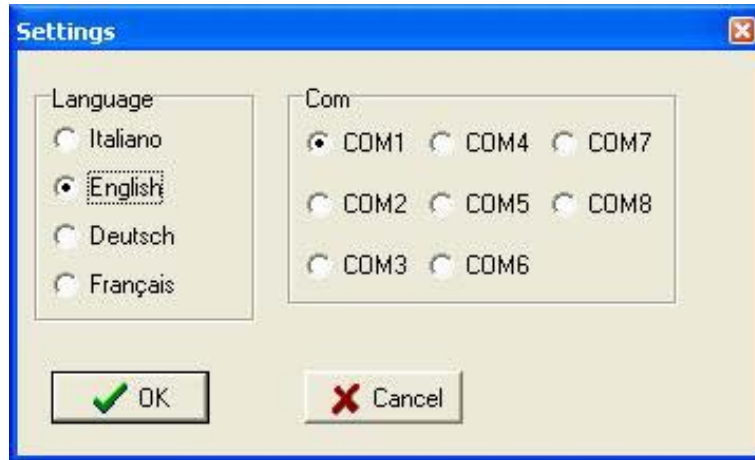 Settings
Language
Italiano
English
Deutsch
Français
Com
COM1 COM4 COM7
COM2 COM5 COM8
COM3 COM6
OK
Cancel